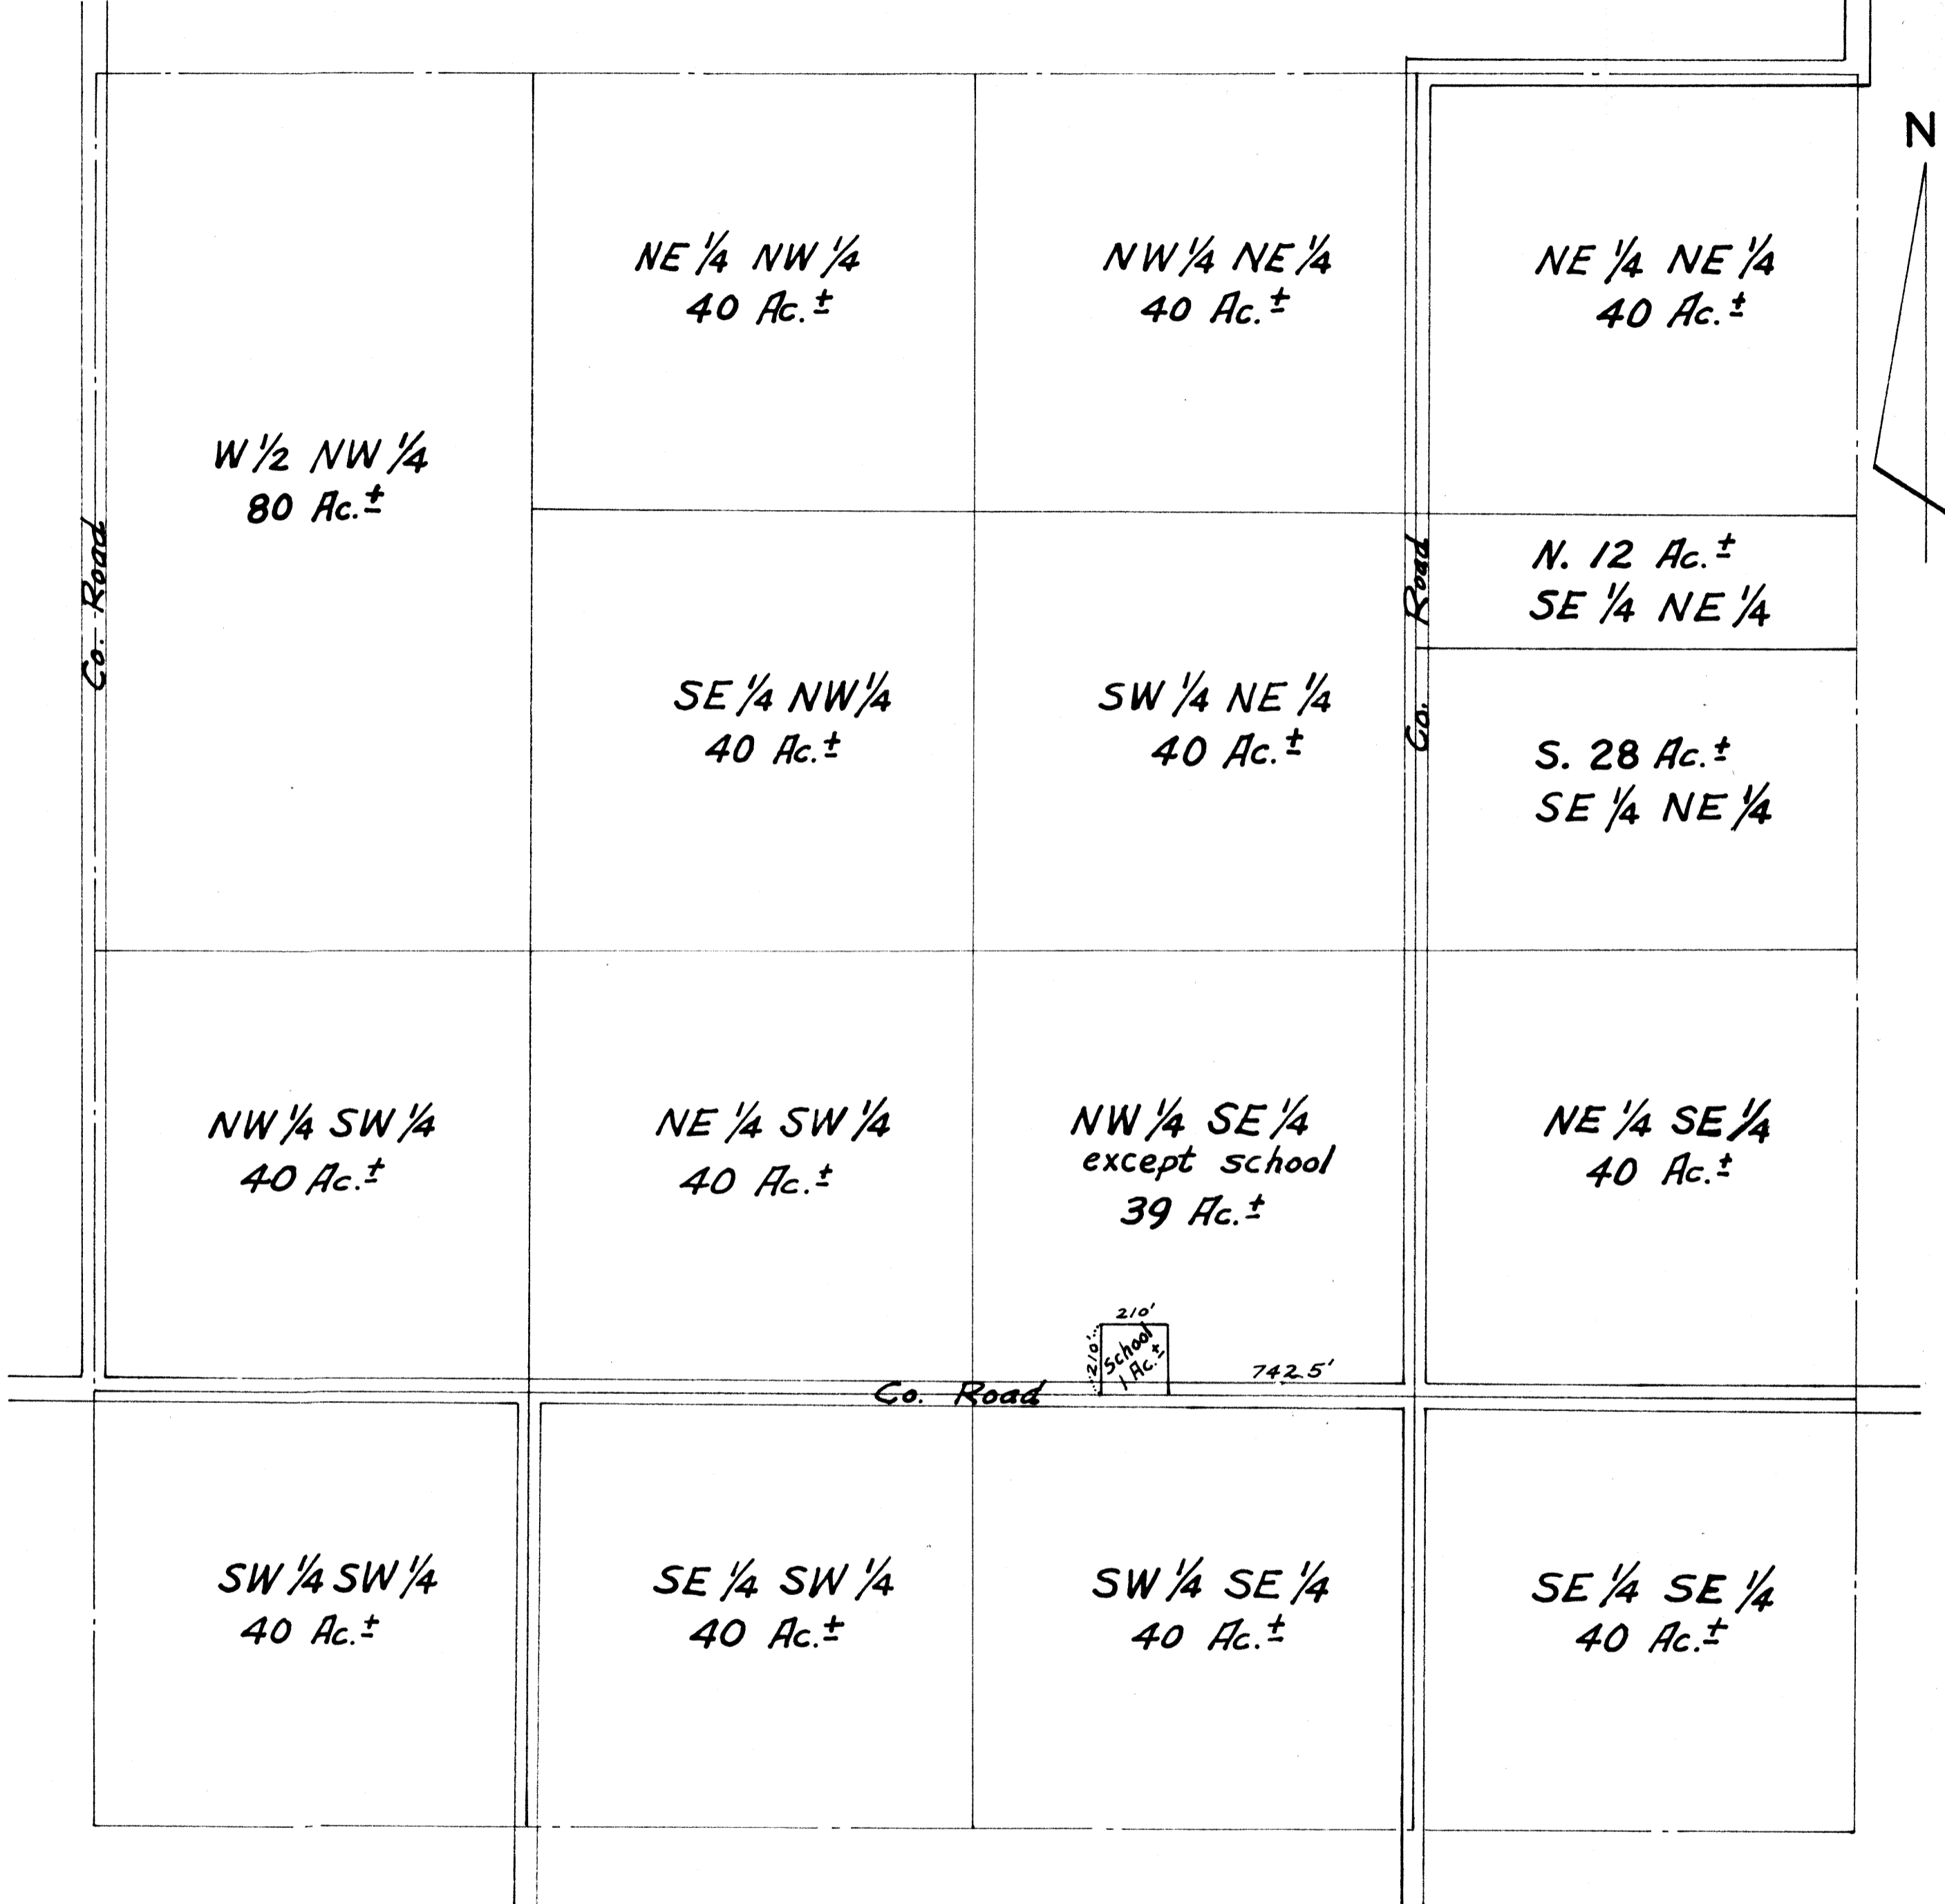 N
NE 1/4 NW 1/4
40 Ac.±
NW 1/4 NE 1/4
40 Ac.±
NE 1/4 NE 1/4
40 Ac.±
W 1/2 NW 1/4
80 Ac.±
Co. Road
Co. Road
N. 12 Ac.±
SE 1/4 NE 1/4
SE 1/4 NW 1/4
40 Ac.±
SW 1/4 NE 1/4
40 Ac.±
S. 28 Ac.±
SE 1/4 NE 1/4
NW 1/4 SW 1/4
40 Ac.±
NE 1/4 SW 1/4
40 Ac.±
NW 1/4 SE 1/4
except school
39 Ac.±
NE 1/4 SE 1/4
40 Ac.±
210'
210'
School
1 Ac.±
742.5'
Co. Road
SW 1/4 SW 1/4
40 Ac.±
SE 1/4 SW 1/4
40 Ac.±
SW 1/4 SE 1/4
40 Ac.±
SE 1/4 SE 1/4
40 Ac.±